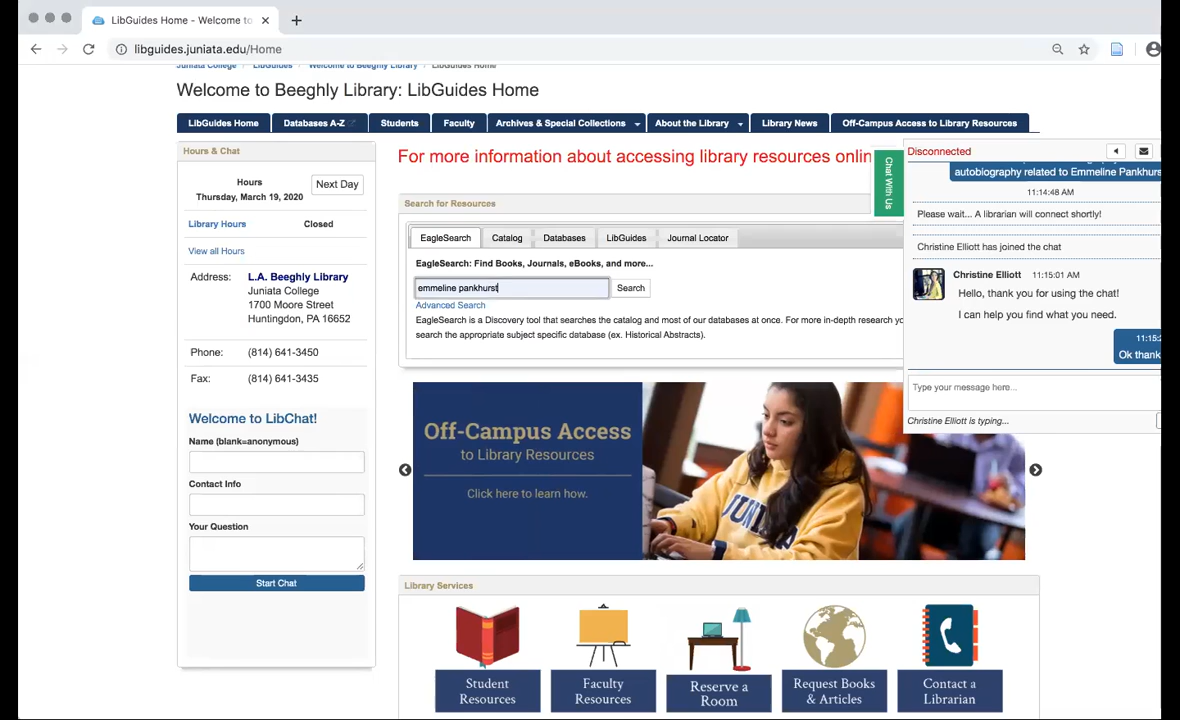 LibGuides Home - Welcome to
libguides.juniata.edu/Home
Juniata College / LibGuides / Welcome to Beeghly Library / LibGuides Home
Welcome to Beeghly Library: LibGuides Home
LibGuides Home
Databases A-Z
Students
Faculty
Archives & Special Collections
About the Library
Library News
Off-Campus Access to Library Resources
Hours & Chat
Hours
Thursday, March 19, 2020
Next Day
Library Hours Closed
View all Hours
Address: L.A. Beeghly Library
Juniata College
1700 Moore Street
Huntingdon, PA 16652
Phone: (814) 641-3450
Fax: (814) 641-3435
Welcome to LibChat!
Name (blank=anonymous)
Contact Info
Your Question
Start Chat
For more information about accessing library resources onlin
Search for Resources
EagleSearch
Catalog
Databases
LibGuides
Journal Locator
EagleSearch: Find Books, Journals, eBooks, and more...
emmeline pankhurst
Search
Advanced Search
EagleSearch is a Discovery tool that searches the catalog and most of our databases at once. For more in-depth research yo
search the appropriate subject specific database (ex. Historical Abstracts).
Off-Campus Access
to Library Resources
Click here to learn how.
JUNIA
Library Services
Student
Resources
Faculty
Resources
Reserve a
Room
Request Books
& Articles
Contact a
Librarian
Chat With Us
Disconnected
autobiography related to Emmeline Pankhurs
11:14:48 AM
Please wait... A librarian will connect shortly!
Christine Elliott has joined the chat
Christine Elliott 11:15:01 AM
Hello, thank you for using the chat!
I can help you find what you need.
11:15:2
Ok thank
Type your message here...
Christine Elliott is typing...